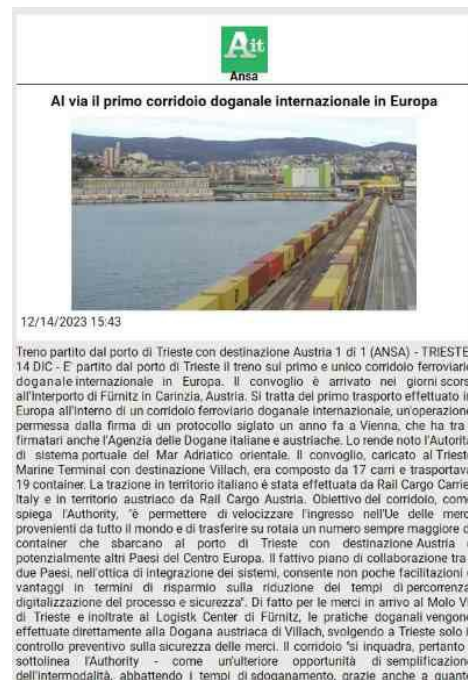 Ait
Ansa
Al via il primo corridoio doganale internazionale in Europa
12/14/2023 15:43
Treno partito dal porto di Trieste con destinazione Austria 1 di 1 (ANSA) - TRIESTE,
14 DIC - E' partito dal porto di Trieste il treno sul primo e unico corridoio ferroviario
doganale internazionale in Europa. Il convoglio è arrivato nei giorni scorsi
all'Interporto di Fürnitz in Carinzia, Austria. Si tratta del primo trasporto effettuato in
Europa all'interno di un corridoio ferroviario doganale internazionale, un'operazione
permessa dalla firma di un protocollo siglato un anno fa a Vienna, che ha tra i
firmatari anche l'Agenzia delle Dogane italiane e austriache. Lo rende noto l'Autorità
di sistema portuale del Mar Adriatico orientale. Il convoglio, caricato al Trieste
Marine Terminal con destinazione Villach, era composto da 17 carri e trasportava
19 container. La trazione in territorio italiano è stata effettuata da Rail Cargo Carrier
Italy e in territorio austriaco da Rail Cargo Austria. Obiettivo del corridoio, come
spiega l'Authority, "è permettere di velocizzare l'ingresso nell'Ue delle merci
provenienti da tutto il mondo e di trasferire su rotaia un numero sempre maggiore di
container che sbarcano al porto di Trieste con destinazione Austria e
potenzialmente altri Paesi del Centro Europa. Il fattivo piano di collaborazione tra i
due Paesi, nell'ottica di integrazione dei sistemi, consente non poche facilitazioni e
vantaggi in termini di risparmio sulla riduzione dei tempi di percorrenza,
digitalizzazione del processo e sicurezza". Di fatto per le merci in arrivo al Molo VII
di Trieste e inoltrate al Logistk Center di Fürnitz, le pratiche doganali vengono
effettuate direttamente alla Dogana austriaca di Villach, svolgendo a Trieste solo il
controllo preventivo sulla sicurezza delle merci. Il corridoio "si inquadra, pertanto -
sottolinea l'Authority - come un'ulteriore opportunità di semplificazione
dell'intermodalità, abbattendo i tempi di sdoganamento, grazie anche a quanto